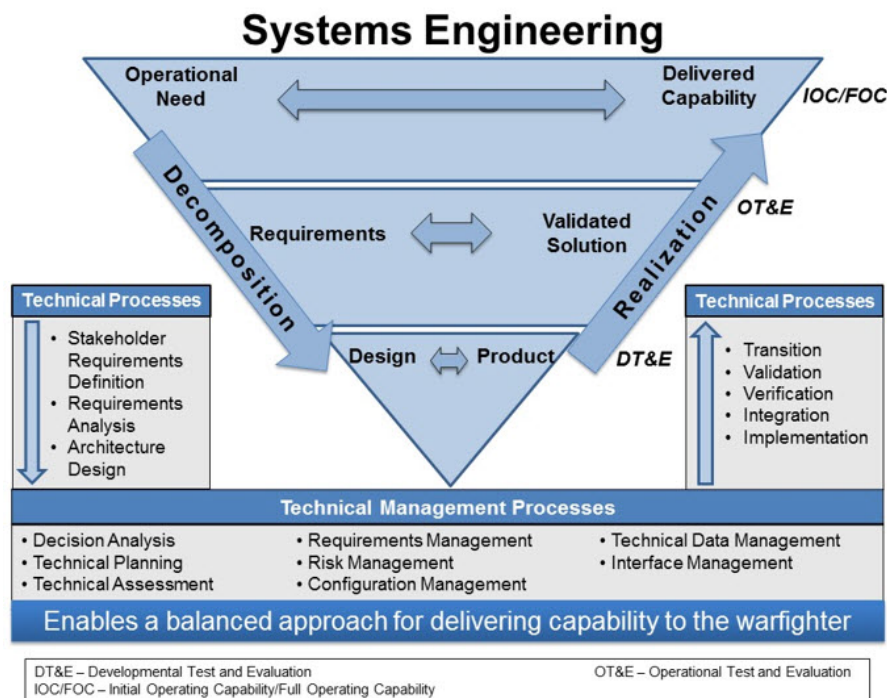 Systems Engineering
Operational
Need
Delivered
Capability
IOC/FOC
Decomposition
Realization
OT&E
Requirements
Validated
Solution
Design
Product
DT&E
Technical Processes
• Stakeholder
Requirements
Definition
• Requirements
Analysis
• Architecture
Design
Technical Processes
• Transition
• Validation
• Verification
• Integration
• Implementation
Technical Management Processes
• Decision Analysis
• Technical Planning
• Technical Assessment
• Requirements Management
• Risk Management
• Configuration Management
• Technical Data Management
• Interface Management
Enables a balanced approach for delivering capability to the warfighter
DT&E – Developmental Test and Evaluation
OT&E – Operational Test and Evaluation
IOC/FOC – Initial Operating Capability/Full Operating Capability